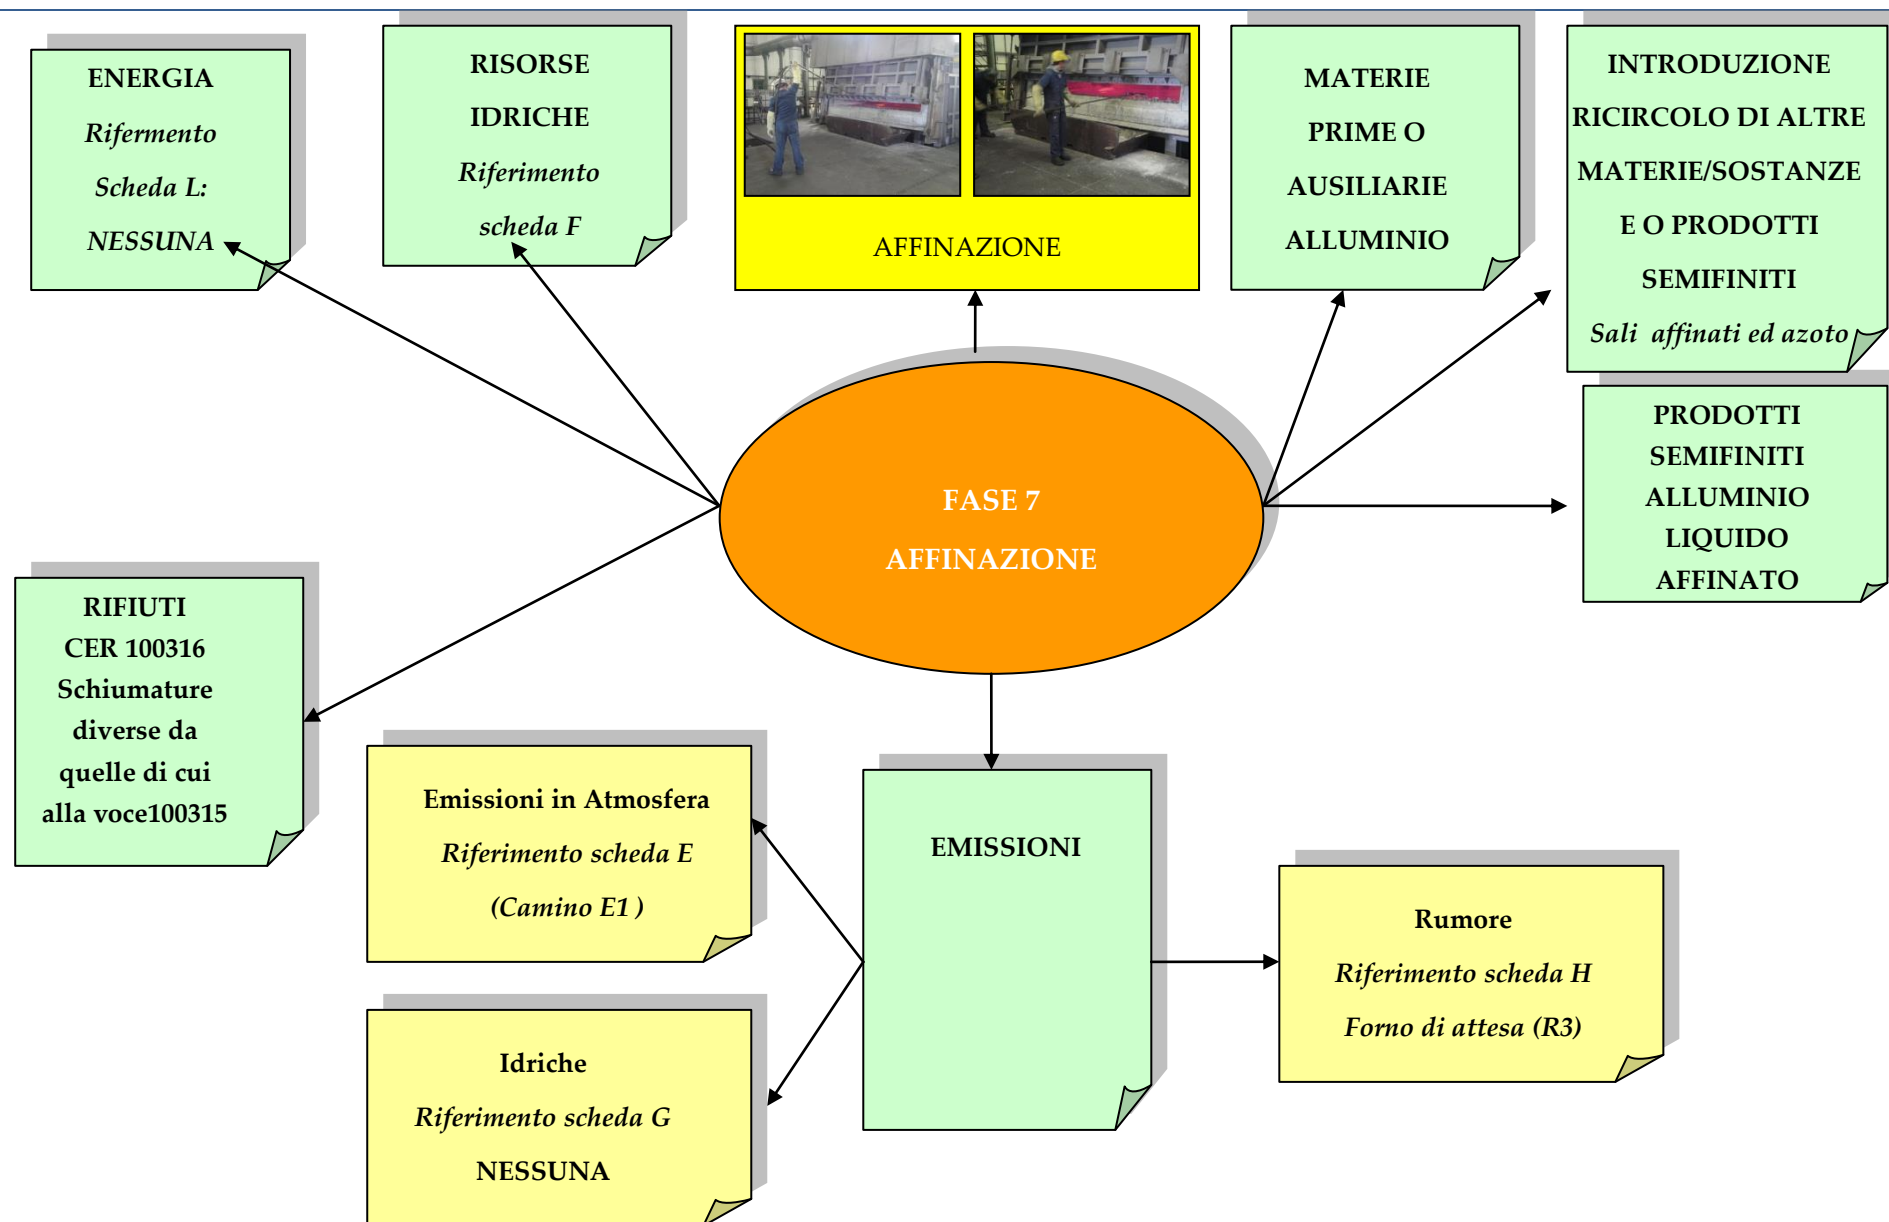 ENERGIA
Rifermento
Scheda L:
NESSUNA
RISORSE
IDRICHE
Riferimento
scheda F
AFFINAZIONE
MATERIE
PRIME O
AUSILIARIE
ALLUMINIO
INTRODUZIONE
RICIRCOLO DI ALTRE
MATERIE/SOSTANZE
E O PRODOTTI
SEMIFINITI
Sali affinati ed azoto
PRODOTTI
SEMIFINITI
ALLUMINIO
LIQUIDO
AFFINATO
FASE 7
AFFINAZIONE
RIFIUTI
CER 100316
Schiumature
diverse da
quelle di cui
alla voce100315
Emissioni in Atmosfera
Riferimento scheda E
(Camino E1 )
EMISSIONI
Rumore
Riferimento scheda H
Forno di attesa (R3)
Idriche
Riferimento scheda G
NESSUNA